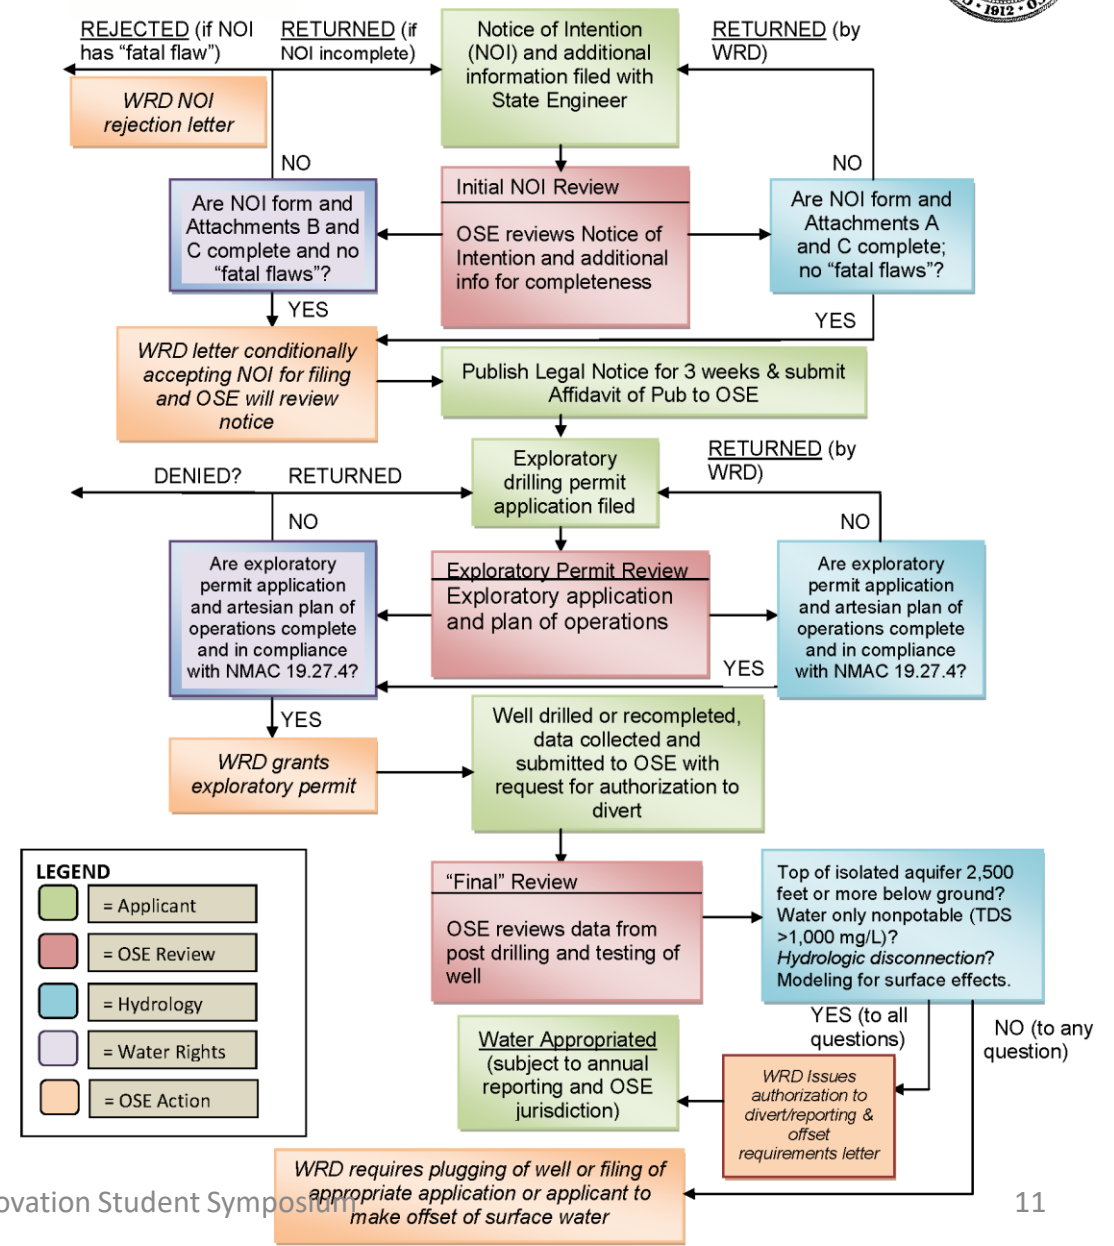 REJECTED (if NOI
has “fatal flaw”)
RETURNED (if
NOI incomplete)
Notice of Intention
(NOI) and additional
information filed with
State Engineer
RETURNED (by
WRD)
· 1912 ·
WRD NOI
rejection letter
NO
NO
Are NOI form and
Attachments B and
C complete and no
“fatal flaws”?
Initial NOI Review
OSE reviews Notice of
Intention and additional
info for completeness
Are NOI form and
Attachments A
and C complete;
no “fatal flaws”?
YES
YES
WRD letter conditionally
accepting NOI for filing
and OSE will review
notice
Publish Legal Notice for 3 weeks & submit
Affidavit of Pub to OSE
DENIED?
RETURNED
Exploratory
drilling permit
application filed
RETURNED (by
WRD)
NO
NO
Are exploratory
permit application
and artesian plan of
operations complete
and in compliance
with NMAC 19.27.4?
Exploratory Permit Review
Exploratory application
and plan of operations
Are exploratory
permit application
and artesian plan of
operations complete
and in compliance
with NMAC 19.27.4?
YES
YES
WRD grants
exploratory permit
Well drilled or recompleted,
data collected and
submitted to OSE with
request for authorization to
divert
LEGEND
= Applicant
= OSE Review
= Hydrology
= Water Rights
= OSE Action
“Final” Review
OSE reviews data from
post drilling and testing of
well
Top of isolated aquifer 2,500
feet or more below ground?
Water only nonpotable (TDS
>1,000 mg/L)?
Hydrologic disconnection?
Modeling for surface effects.
YES (to all
questions)
NO (to any
question)
Water Appropriated
(subject to annual
reporting and OSE
jurisdiction)
WRD Issues
authorization to
divert/reporting &
offset
requirements letter
WRD requires plugging of well or filing of
appropriate application or applicant to
make offset of surface water
ovation Student Symposium
11